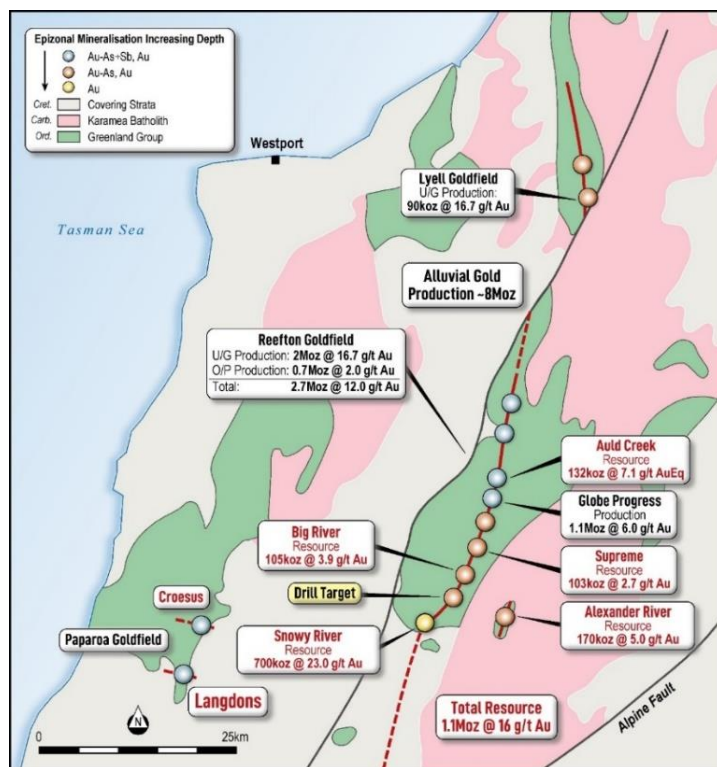 Epizonal Mineralisation Increasing Depth
Au-As÷Sb, Au
Au-As, Au
Au
Cret. Covering Strata
Carb. Karamea Batholith
Ord. Greenland Group
Westport
Tasman Sea
Lyell Goldfield
U/G Production:
90koz @ 16.7 g/t Au
Alluvial Gold
Production ~8Moz
Reefton Goldfield
U/G Production: 2Moz @ 16.7 g/t Au
O/P Production: 0.7Moz @ 2.0 g/t Au
Total: 2.7Moz @ 12.0 g/t Au
Auld Creek
Resource
132koz @ 7.1 g/t AuEq
Globe Progress
Production
1.1Moz @ 6.0 g/t Au
Big River
Resource
105koz @ 3.9 g/t Au
Supreme
Resource
103koz @ 2.7 g/t Au
Drill Target
Croesus
Alexander River
Resource
170koz @ 5.0 g/t Au
Paparoa Goldfield
Snowy River
Resource
700koz @ 23.0 g/t Au
Langdons
Total Resource
1.1Moz @ 16 g/t Au
Alpine Fault
N
0 25km